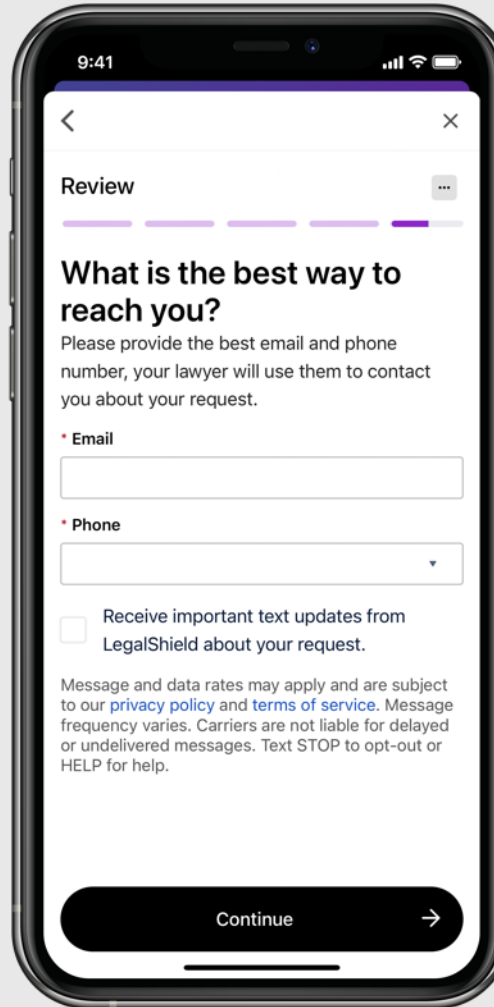 9:41
Review
What is the best way to
reach you?
Please provide the best email and phone
number, your lawyer will use them to contact
you about your request.
* Email
* Phone
Receive important text updates from
LegalShield about your request.
Message and data rates may apply and are subject
to our privacy policy and terms of service. Message
frequency varies. Carriers are not liable for delayed
or undelivered messages. Text STOP to opt-out or
HELP for help.
Continue